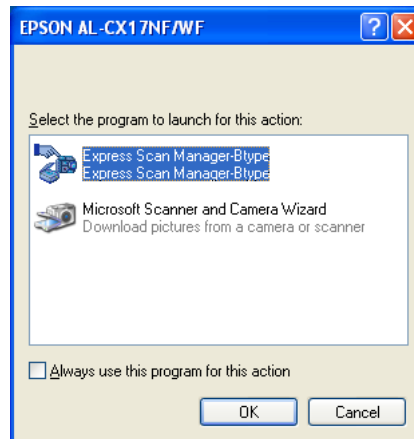 EPSON AL-CX17NF/WF
Select the program to launch for this action:
Express Scan Manager-Btype
Express Scan Manager-Btype
Microsoft Scanner and Camera Wizard
Download pictures from a camera or scanner
Always use this program for this action
OK Cancel